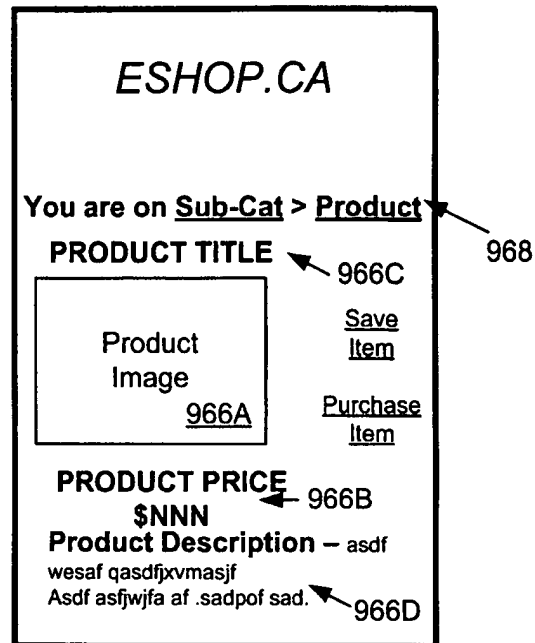 ESHOP.CA
You are on Sub-Cat > Product
968
PRODUCT TITLE
966C
Product
Image
966A
Save
Item
Purchase
Item
PRODUCT PRICE
$NNN
966B
Product Description – asdf
wesaf qasdfjxvmasjf
Asdf asfjwjfa af .sadpof sad.
966D